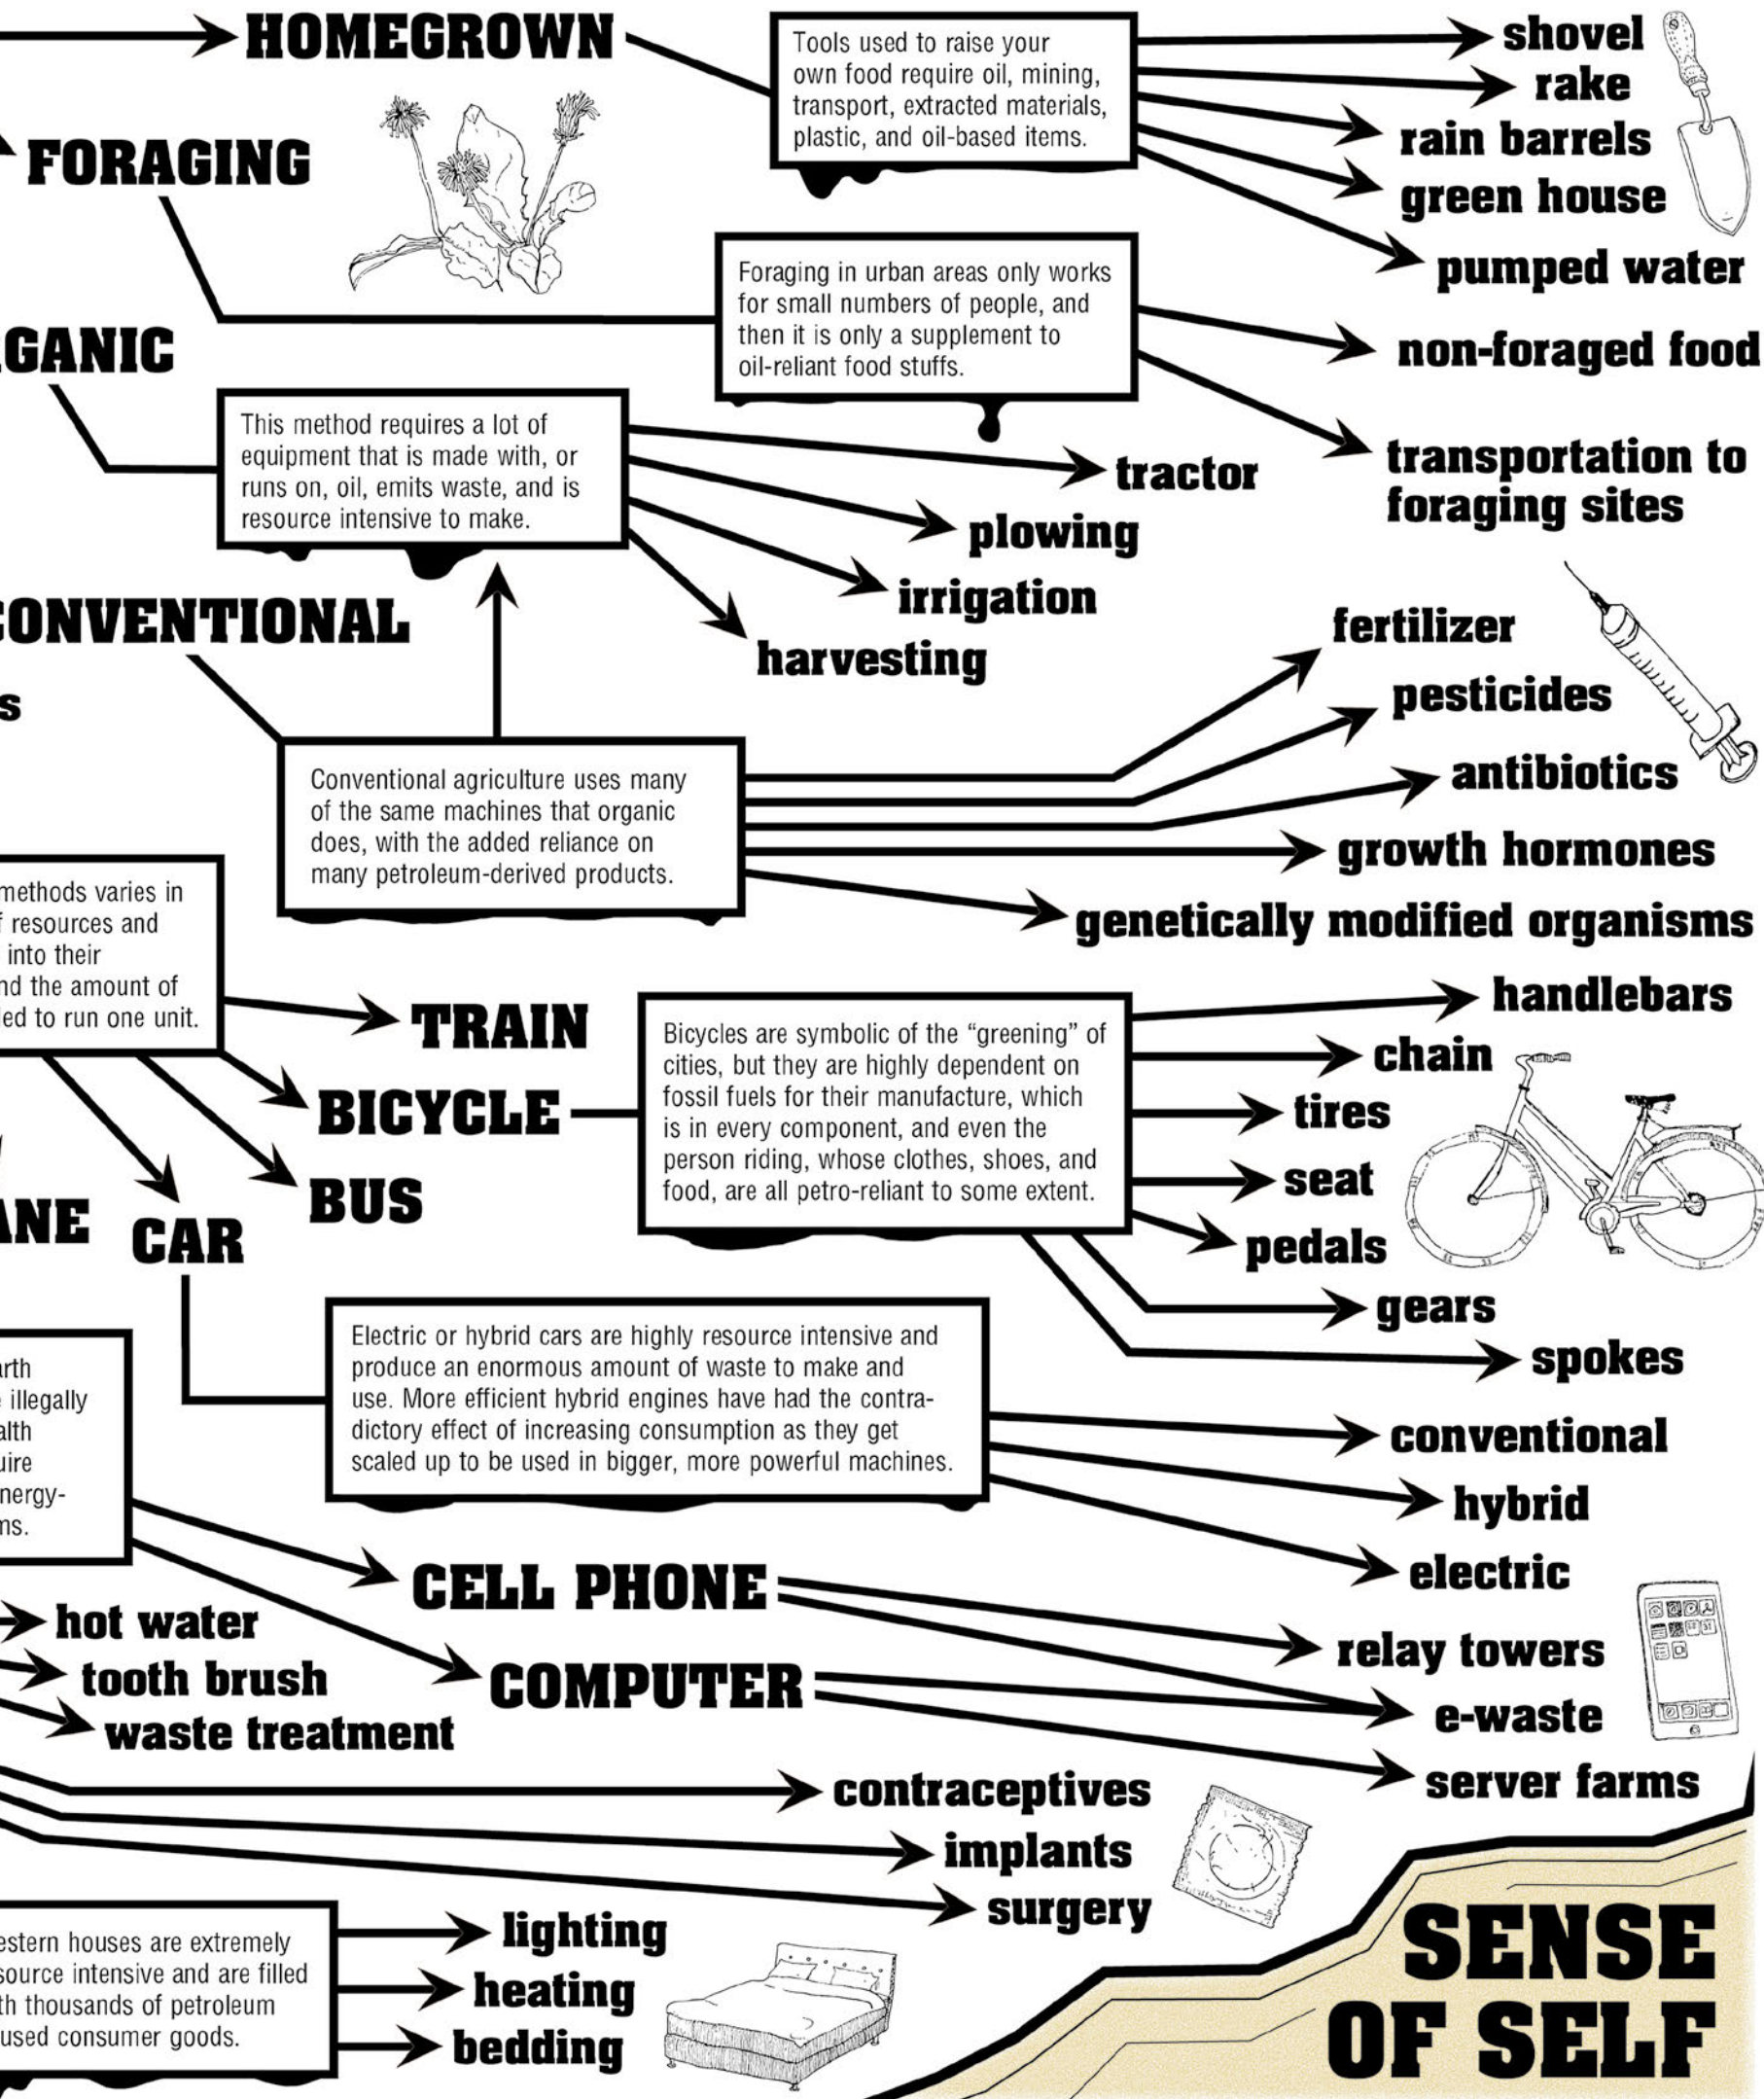 HOMEGROWN
Tools used to raise your
own food require oil, mining,
transport, extracted materials,
plastic, and oil-based items.
shovel
rake
rain barrels
green house
pumped water
FORAGING
Foraging in urban areas only works
for small numbers of people, and
then it is only a supplement to
oil-reliant food stuffs.
non-foraged food
transportation to
foraging sites
GANIC
This method requires a lot of
equipment that is made with, or
runs on, oil, emits waste, and is
resource intensive to make.
tractor
plowing
irrigation
harvesting
CONVENTIONAL
s
Conventional agriculture uses many
of the same machines that organic
does, with the added reliance on
many petroleum-derived products.
fertilizer
pesticides
antibiotics
growth hormones
genetically modified organisms
methods varies in
f resources and
into their
nd the amount of
led to run one unit.
TRAIN
BICYCLE
BUS
CAR
ANE
Bicycles are symbolic of the “greening” of
cities, but they are highly dependent on
fossil fuels for their manufacture, which
is in every component, and even the
person riding, whose clothes, shoes, and
food, are all petro-reliant to some extent.
handlebars
chain
tires
seat
pedals
gears
spokes
Electric or hybrid cars are highly resource intensive and
produce an enormous amount of waste to make and
use. More efficient hybrid engines have had the contra-
dictory effect of increasing consumption as they get
scaled up to be used in bigger, more powerful machines.
conventional
hybrid
electric
arth
illegally
alth
uire
nergy-
ms.
CELL PHONE
COMPUTER
relay towers
e-waste
server farms
hot water
tooth brush
waste treatment
contraceptives
implants
surgery
estern houses are extremely
source intensive and are filled
th thousands of petroleum
used consumer goods.
lighting
heating
bedding
SENSE
OF SELF